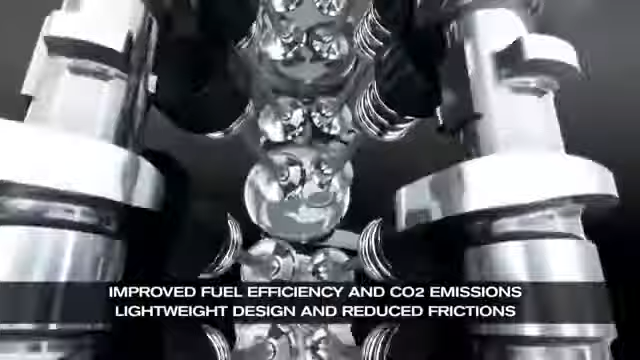 IMPROVED FUEL EFFICIENCY AND CO2 EMISSIONS
LIGHTWEIGHT DESIGN AND REDUCED FRICTIONS